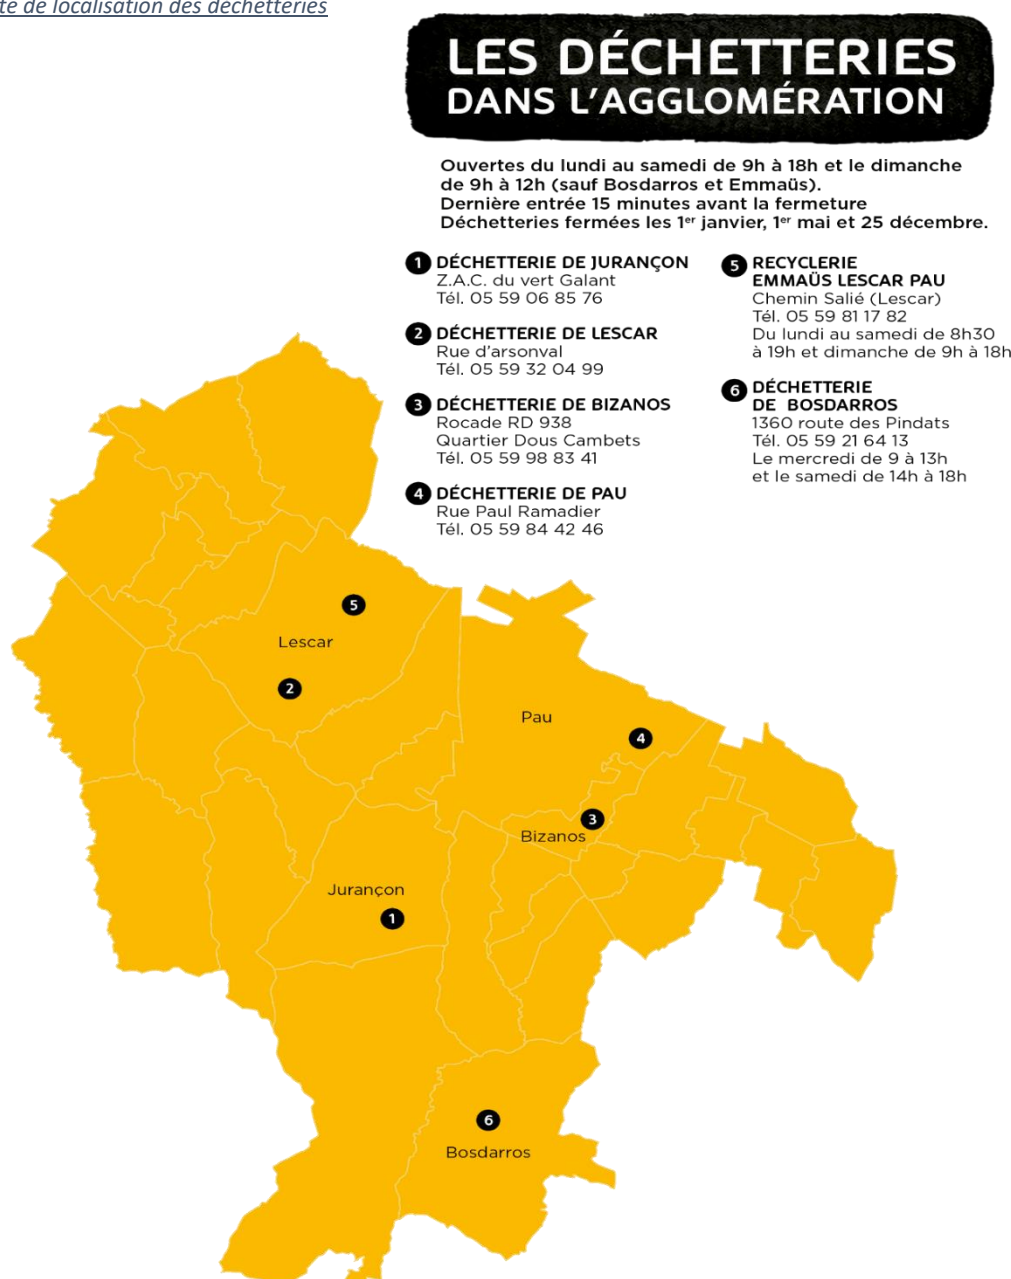 te de localisation des déchetteries
LES DÉCHETTERIES
DANS L'AGGLOMÉRATION
Ouvertes du lundi au samedi de 9h à 18h et le dimanche
de 9h à 12h (sauf Bosdarros et Emmaüs).
Dernière entrée 15 minutes avant la fermeture
Déchetteries fermées les 1er janvier, 1er mai et 25 décembre.
1 DÉCHETTERIE DE JURANÇON
Z.A.C. du vert Galant
Tél. 05 59 06 85 76
2 DÉCHETTERIE DE LESCAR
Rue d'arsonval
Tél. 05 59 32 04 99
3 DÉCHETTERIE DE BIZANOS
Rocade RD 938
Quartier Dous Cambets
Tél. 05 59 98 83 41
4 DÉCHETTERIE DE PAU
Rue Paul Ramadier
Tél. 05 59 84 42 46
5 RECYCLERIE
EMMAÜS LESCAR PAU
Chemin Salié (Lescar)
Tél. 05 59 81 17 82
Du lundi au samedi de 8h30
à 19h et dimanche de 9h à 18h
6 DÉCHETTERIE
DE BOSDARROS
1360 route des Pindats
Tél. 05 59 21 64 13
Le mercredi de 9 à 13h
et le samedi de 14h à 18h
5
Lescar
2
Pau
4
3
Bizanos
Jurançon
1
6
Bosdarros